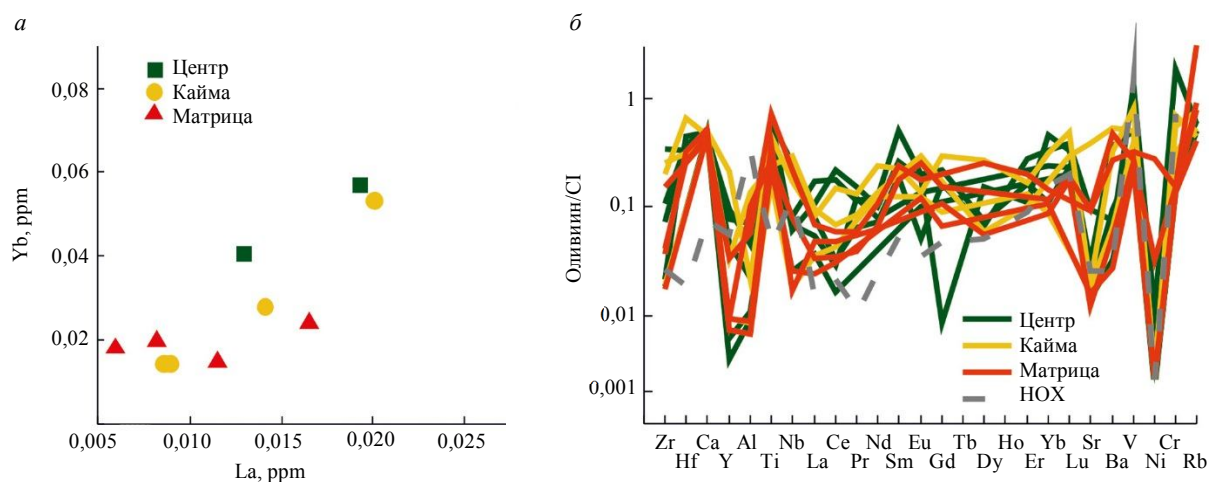 а
Центр
Кайма
Матрица
Yb, ppm
0,08
0,06
0,04
0,02
0,005 0,010 0,015 0,020 0,025
La, ppm
б
Оливин/CI
1
0,1
0,01
0,001
Центр
Кайма
Матрица
НОХ
Zr Ca Al Nb Ce Nd Eu Tb Ho Yb Sr V Cr
Hf Y Ti La Pr Sm Gd Dy Er Lu Ba Ni Rb